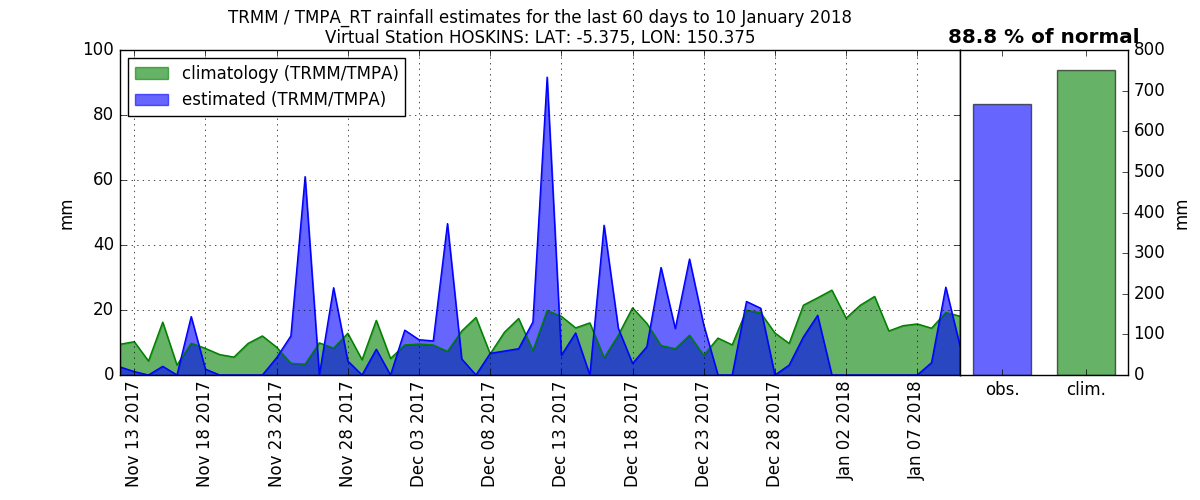 TRMM / TMPA_RT rainfall estimates for the last 60 days to 10 January 2018
Virtual Station HOSKINS: LAT: -5.375, LON: 150.375
88.8 % of normal
climatology (TRMM/TMPA)
estimated (TRMM/TMPA)
100
80
60
40
20
0
mm
Nov 13 2017
Nov 18 2017
Nov 23 2017
Nov 28 2017
Dec 03 2017
Dec 08 2017
Dec 13 2017
Dec 18 2017
Dec 23 2017
Dec 28 2017
Jan 02 2018
Jan 07 2018
obs.
clim.
800
700
600
500
400
300
200
100
0
mm